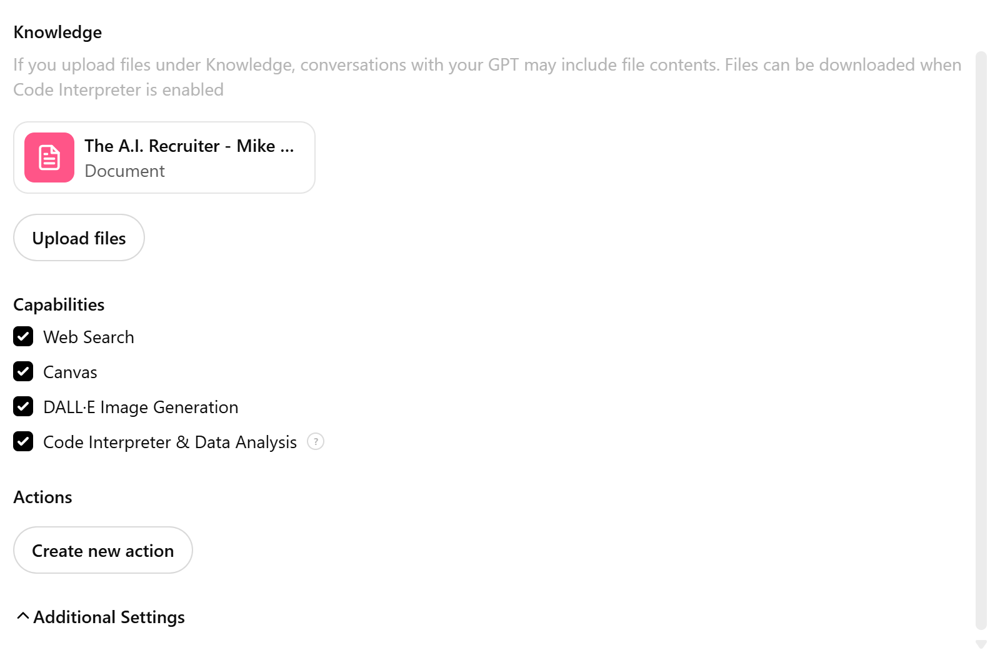 Knowledge
If you upload files under Knowledge, conversations with your GPT may include file contents. Files can be downloaded when
Code Interpreter is enabled
The A.I. Recruiter - Mike ...
Document
Upload files
Capabilities
Web Search
Canvas
DALL·E Image Generation
Code Interpreter & Data Analysis ?
Actions
Create new action
Additional Settings